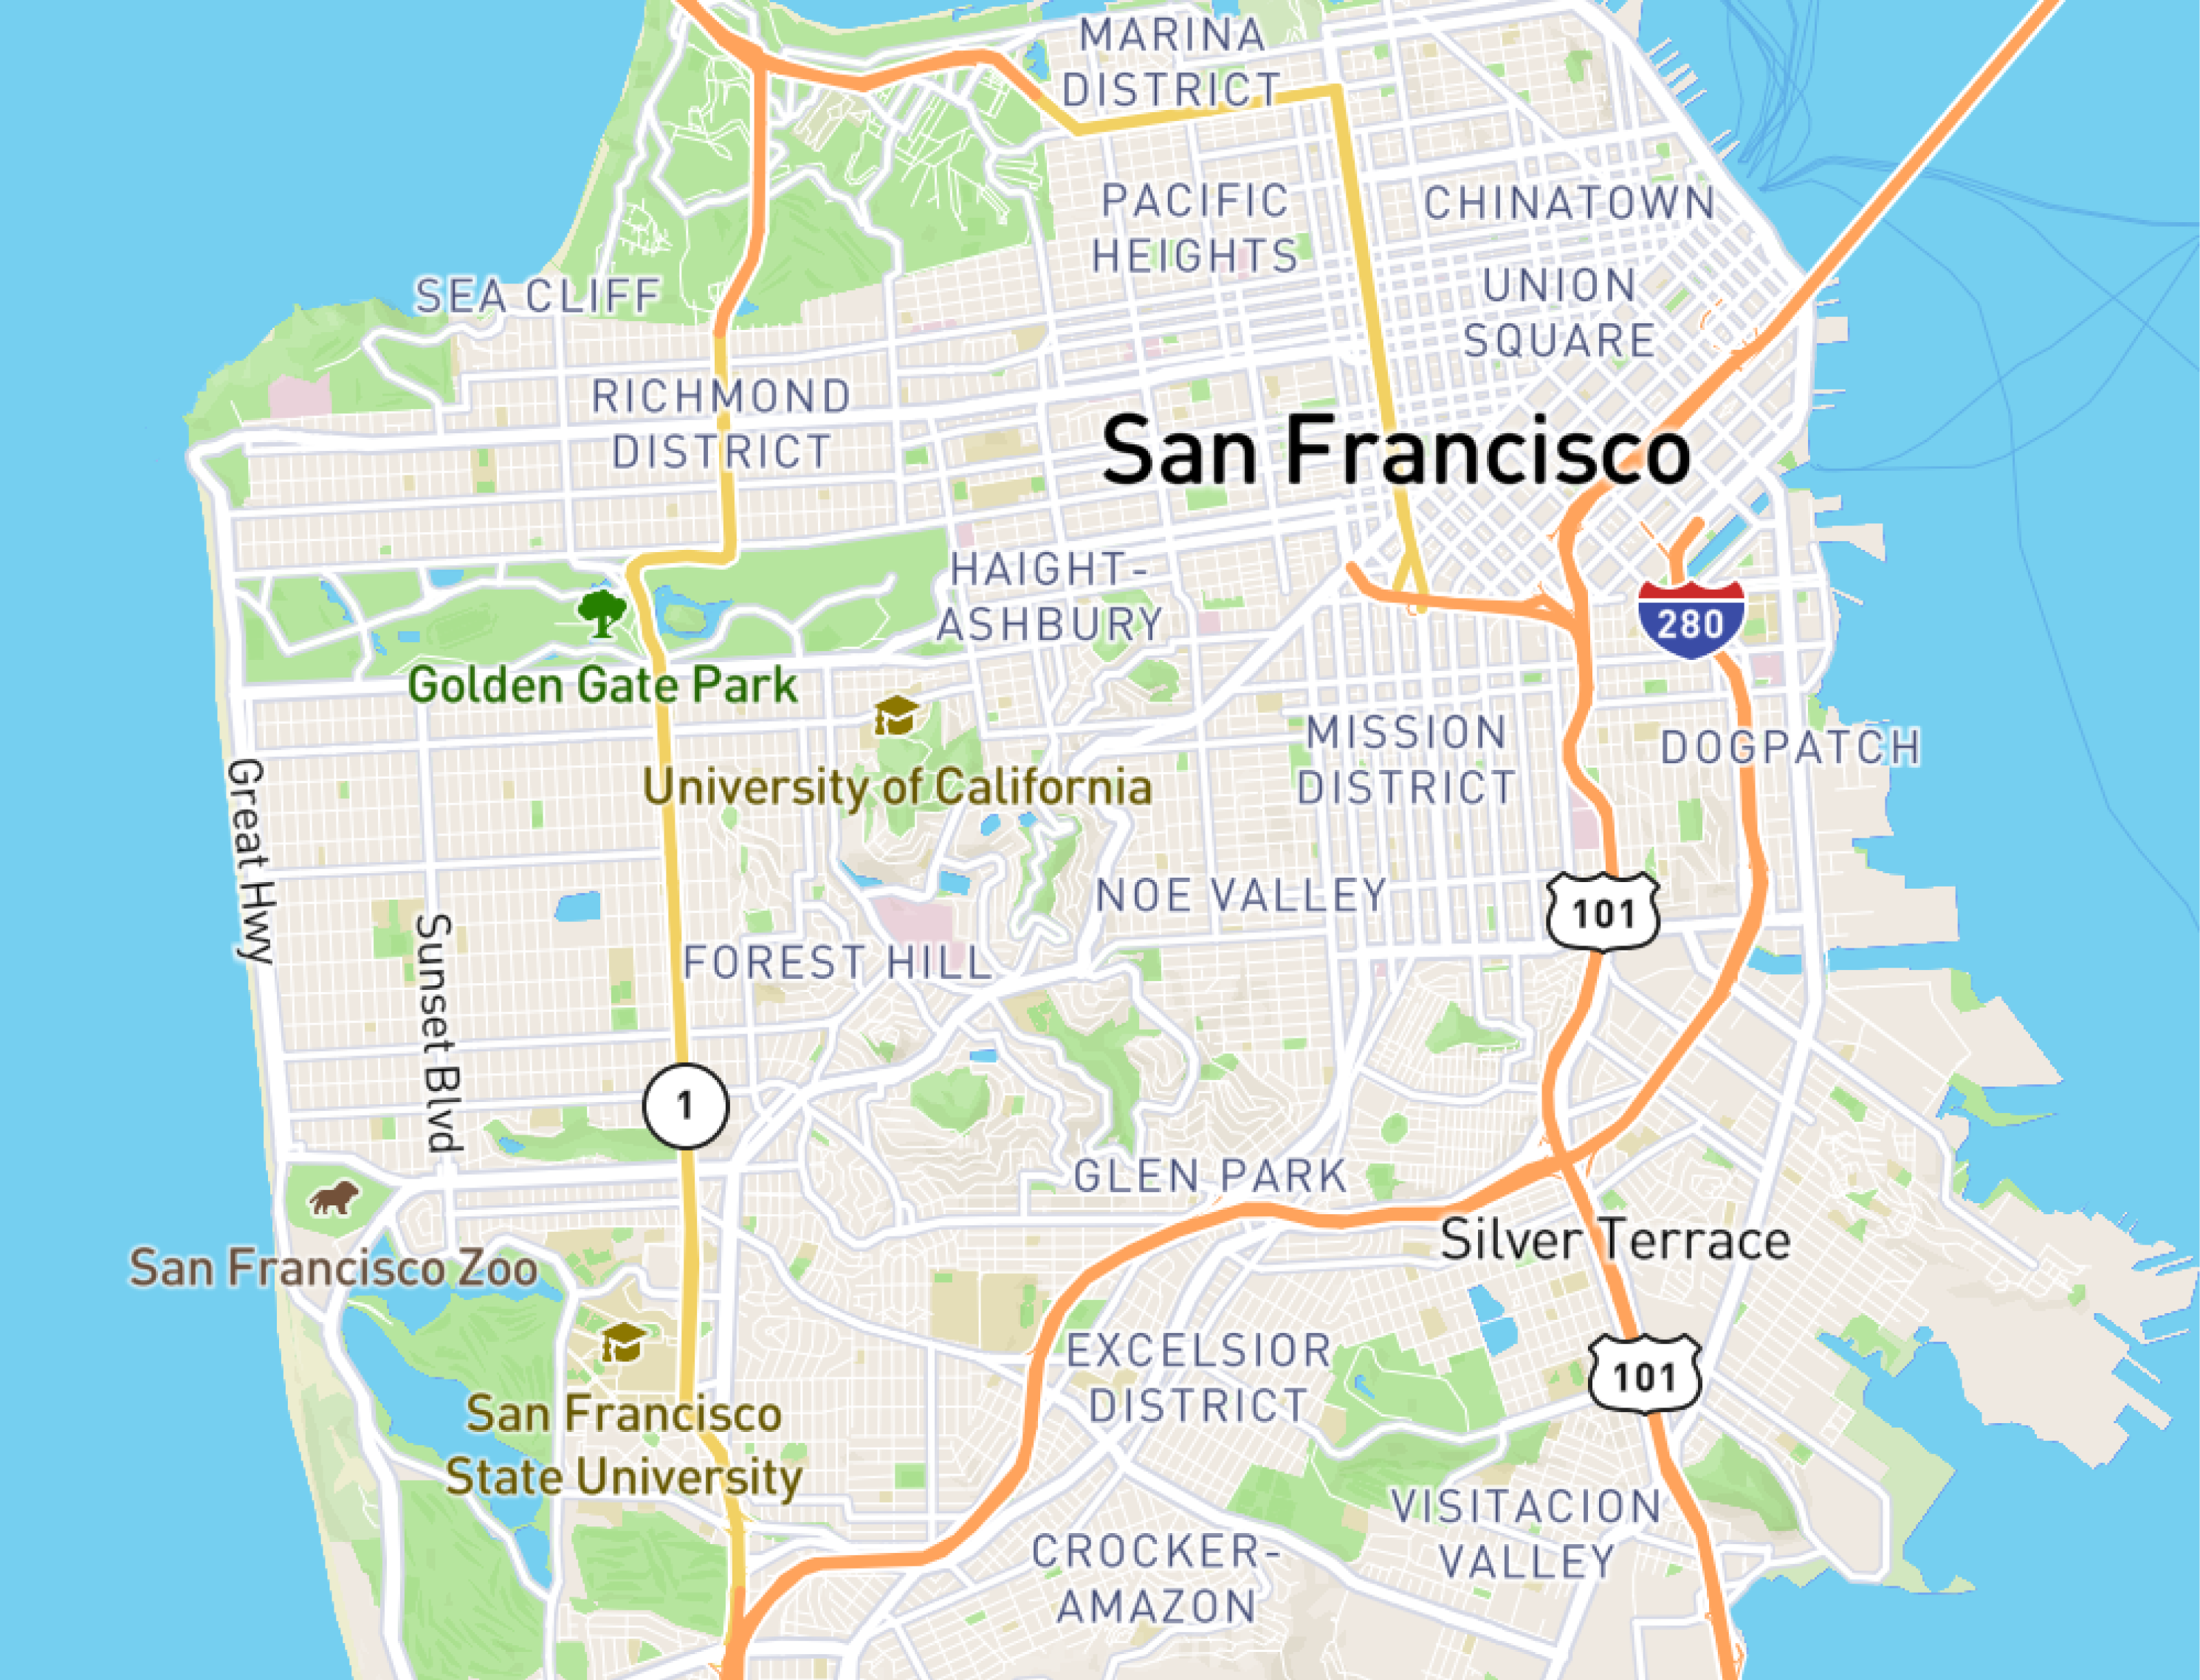 MARINA
DISTRICT
PACIFIC
HEIGHTS
CHINATOWN
UNION
SQUARE
SEA CLIFF
RICHMOND
DISTRICT
San Francisco
HAIGHT-
ASHBURY
280
Golden Gate Park
University of California
MISSION
DISTRICT
DOGPATCH
Great Hwy
NOE VALLEY
101
Sunset Blvd
FOREST HILL
1
GLEN PARK
Silver Terrace
San Francisco Zoo
EXCELSIOR
DISTRICT
101
San Francisco
State University
VISITACION
VALLEY
CROCKER-
AMAZON